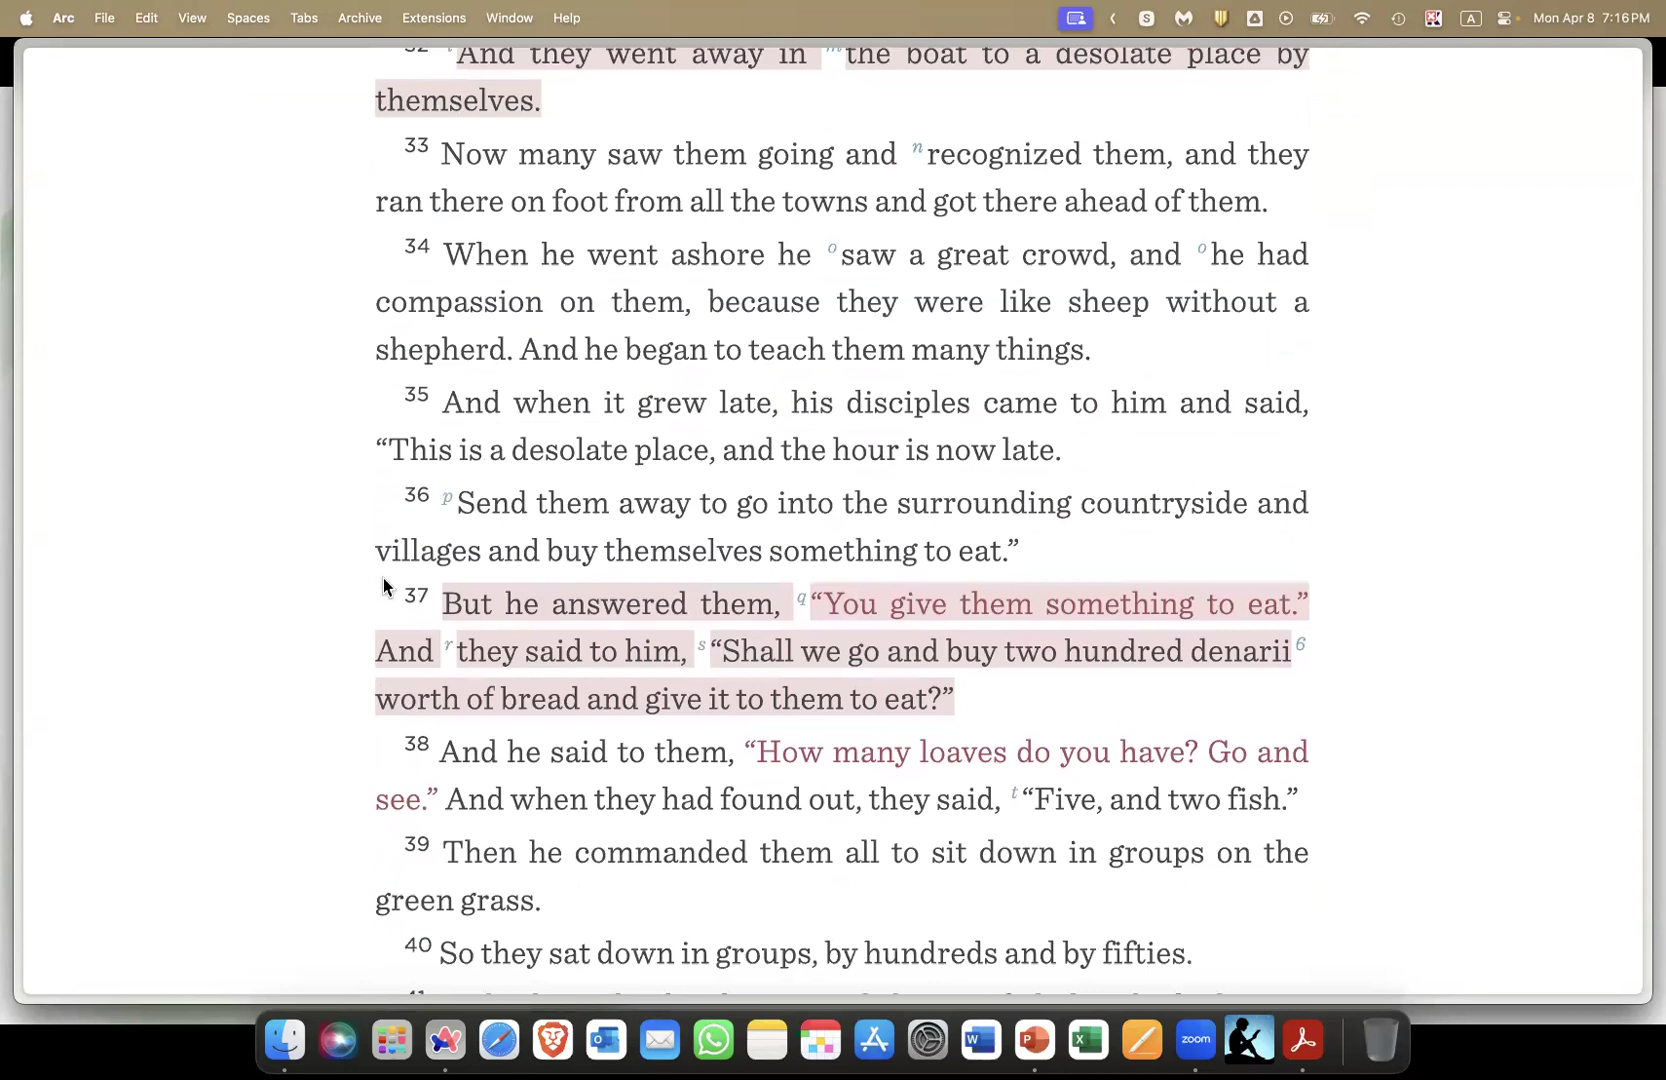 Arc File Edit View Spaces Tabs Archive Extensions Window Help S A Mon Apr 8 7:16 PM
32 l And they went away in m the boat to a desolate place by
themselves.
33 Now many saw them going and n recognized them, and they
ran there on foot from all the towns and got there ahead of them.
34 When he went ashore he o saw a great crowd, and o he had
compassion on them, because they were like sheep without a
shepherd. And he began to teach them many things.
35 And when it grew late, his disciples came to him and said,
“This is a desolate place, and the hour is now late.
36 p Send them away to go into the surrounding countryside and
villages and buy themselves something to eat.”
37 But he answered them, q “You give them something to eat.”
And r they said to him, s “Shall we go and buy two hundred denarii 6
worth of bread and give it to them to eat?”
38 And he said to them, “How many loaves do you have? Go and
see.” And when they had found out, they said, t “Five, and two fish.”
39 Then he commanded them all to sit down in groups on the
green grass.
40 So they sat down in groups, by hundreds and by fifties.
41
zoom